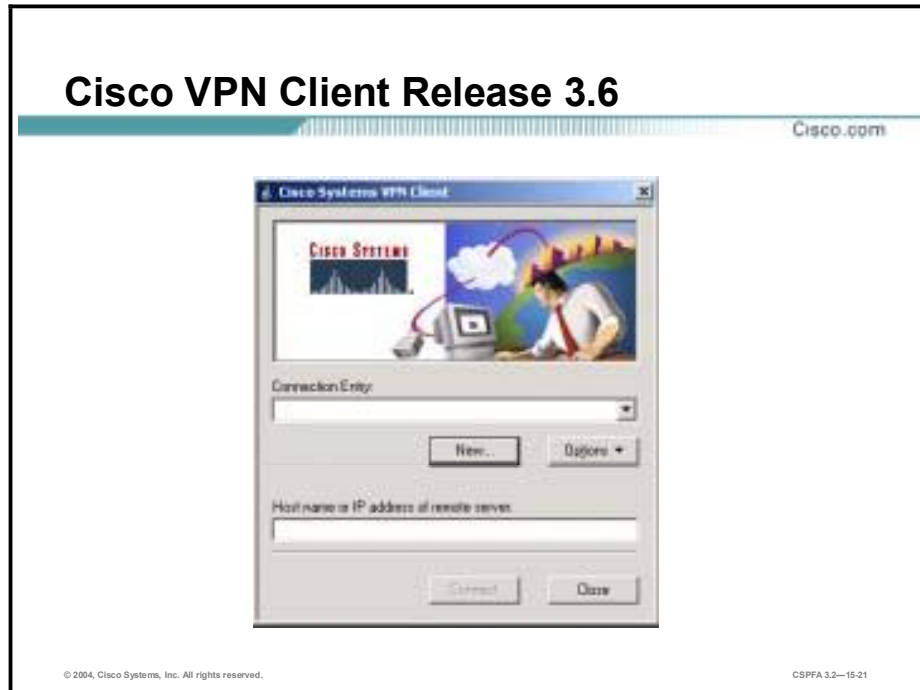 Cisco VPN Client Release 3.6
Cisco.com
Cisco Systems VPN Client
CISCO SYSTEMS
Connection Entry:
New...
Options
Host name or IP address of remote server:
Connect
Close
© 2004, Cisco Systems, Inc. All rights reserved.
CSPFA 3.2—15-21